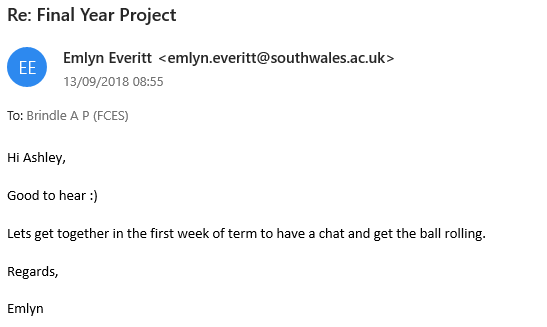 Re: Final Year Project
EE
Emlyn Everitt <emlyn.everitt@southwales.ac.uk>
13/09/2018 08:55
To: Brindle A P (FCES)
Hi Ashley,
Good to hear :)
Lets get together in the first week of term to have a chat and get the ball rolling.
Regards,
Emlyn